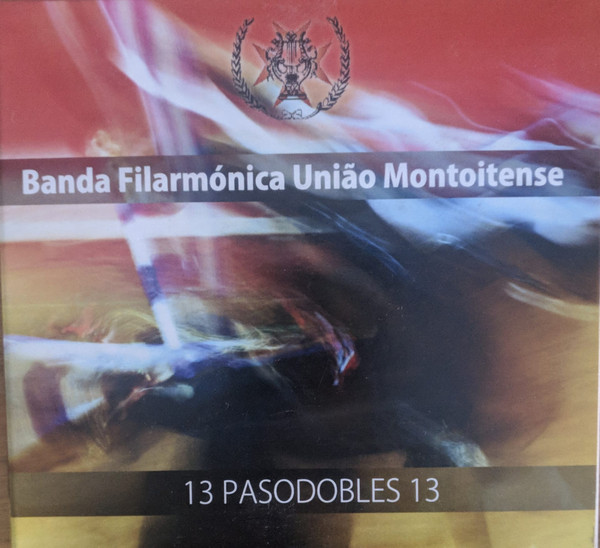 Banda Filarmónica União Montoitense
13 PASODOBLES 13